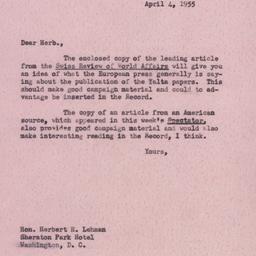 April 4, 1955
Dear Herb.,
The enclosed copy of the leading article
from the Swiss Review of World Affairs will give you
an idea of what the European press generally is say-
ing about the publication of the Yalta papers. This
should make good campaign material and could to ad-
vantage be inserted in the Record.
The copy of an article from an American
source, which appeared in this week's Spectator,
also provides good campaign material and would also
make interesting reading in the Record, I think.
Yours,
Hon. Herbert H. Lehman
Sheraton Park Hotel
Washington, D. C.